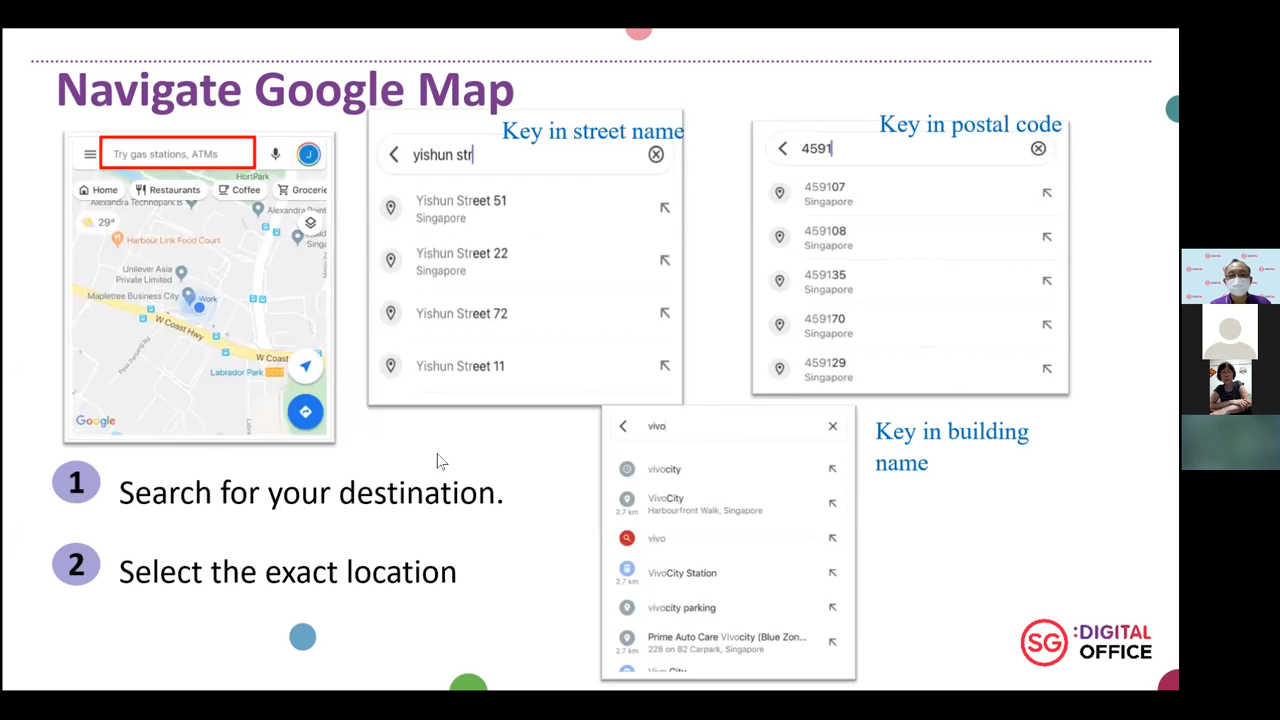 Navigate Google Map
Try gas stations, ATMs
J
HortPark
Home
Restaurants
Coffee
Grocerie
Alexandra Technopark B
Alexandra Point
29°
Harbour Link Food Court
Unilever Asia
Private Limited
Mapletree Business City
Work
W Coast Hwy
W Coast
Labrador Park
Google
Key in street name
yishun str
Yishun Street 51
Singapore
Yishun Street 22
Singapore
Yishun Street 72
Yishun Street 11
Key in postal code
4591
459107
Singapore
459108
Singapore
459135
Singapore
459170
Singapore
459129
Singapore
Key in building
name
vivo
vivocity
VivoCity
2.7 km
Harbourfront Walk, Singapore
vivo
VivoCity Station
2.7 km
vivocity parking
Prime Auto Care Vivocity (Blue Zon...
2.7 km
228 on B2 Carpark, Singapore
Vivo City
1 Search for your destination.
2 Select the exact location
SG :DIGITAL
OFFICE